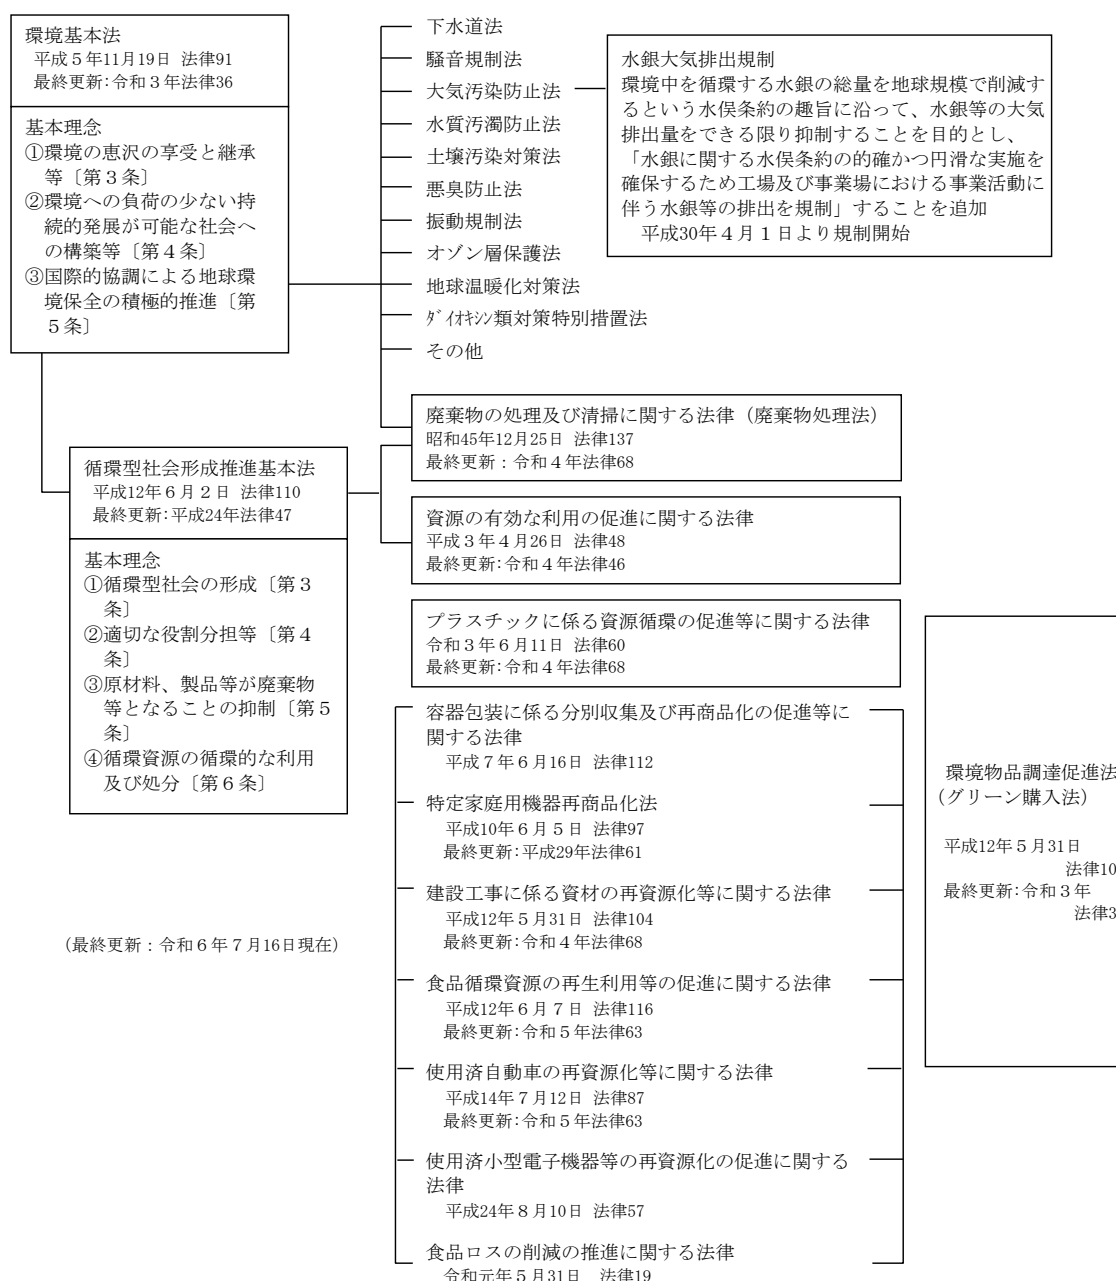 環境基本法
平成５年11月19日 法律91
最終更新：令和３年法律36
基本理念
①環境の恵沢の享受と継承
等〔第３条〕
②環境への負荷の少ない持
続的発展が可能な社会へ
の構築等〔第４条〕
③国際的協調による地球環
境保全の積極的推進〔第
５条〕
下水道法
騒音規制法
大気汚染防止法
水質汚濁防止法
土壌汚染対策法
悪臭防止法
振動規制法
オゾン層保護法
地球温暖化対策法
ﾀﾞｲｵｷｼﾝ類対策特別措置法
その他
水銀大気排出規制
環境中を循環する水銀の総量を地球規模で削減す
るという水俣条約の趣旨に沿って、水銀等の大気
排出量をできる限り抑制することを目的とし、
「水銀に関する水俣条約の的確かつ円滑な実施を
確保するため工場及び事業場における事業活動に
伴う水銀等の排出を規制」することを追加
平成30年４月１日より規制開始
廃棄物の処理及び清掃に関する法律（廃棄物処理法）
昭和45年12月25日 法律137
最終更新：令和４年法律68
循環型社会形成推進基本法
平成12年６月２日 法律110
最終更新：平成24年法律47
基本理念
①循環型社会の形成〔第３
条〕
②適切な役割分担等〔第４
条〕
③原材料、製品等が廃棄物
等となることの抑制〔第５
条〕
④循環資源の循環的な利用
及び処分〔第６条〕
資源の有効な利用の促進に関する法律
平成３年４月26日 法律48
最終更新：令和４年法律46
プラスチックに係る資源循環の促進等に関する法律
令和３年６月11日 法律60
最終更新：令和４年法律68
容器包装に係る分別収集及び再商品化の促進等に
関する法律
平成７年６月16日 法律112
特定家庭用機器再商品化法
平成10年６月５日 法律97
最終更新：平成29年法律61
建設工事に係る資材の再資源化等に関する法律
平成12年５月31日 法律104
最終更新：令和４年法律68
食品循環資源の再生利用等の促進に関する法律
平成12年６月７日 法律116
最終更新：令和５年法律63
使用済自動車の再資源化等に関する法律
平成14年７月12日 法律87
最終更新：令和５年法律63
使用済小型電子機器等の再資源化の促進に関する
法律
平成24年８月10日 法律57
食品ロスの削減の推進に関する法律
令和元年５月31日 法律19
環境物品調達促進法
（グリーン購入法）
平成12年５月31日
法律10
最終更新：令和３年
法律3
（最終更新：令和６年７月16日現在）